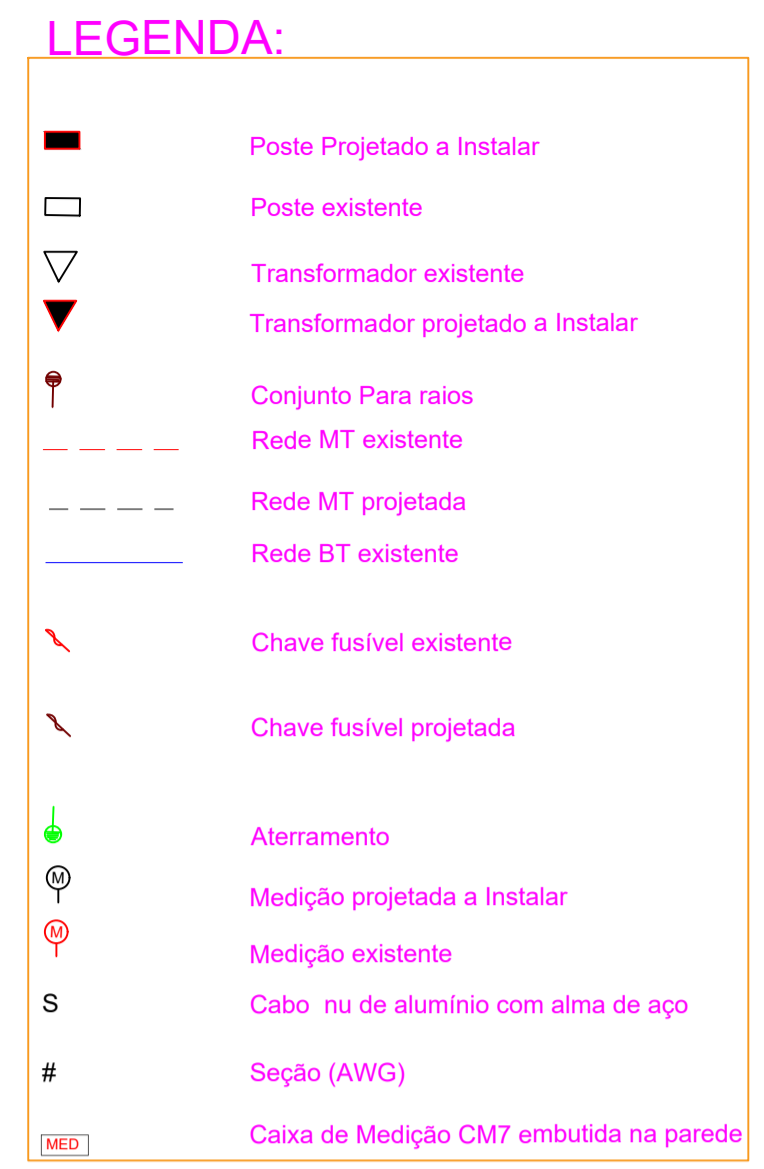 LEGENDA:
Poste Projetado a Instalar
Poste existente
Transformador existente
Transformador projetado a Instalar
Conjunto Para raios
Rede MT existente
Rede MT projetada
Rede BT existente
Chave fusível existente
Chave fusível projetada
Aterramento
M Medição projetada a Instalar
M Medição existente
S Cabo nu de alumínio com alma de aço
# Seção (AWG)
MED Caixa de Medição CM7 embutida na parede